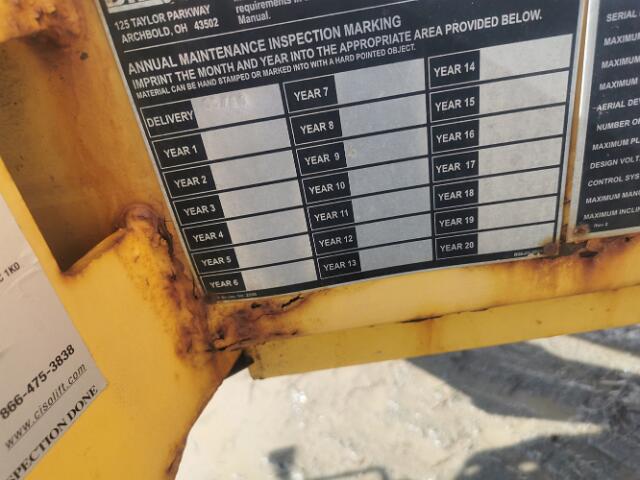 125 TAYLOR PARKWAY
ARCHBOLD, OH 43502
requirements in
Manual.
ANNUAL MAINTENANCE INSPECTION MARKING
IMPRINT THE MONTH AND YEAR INTO THE APPROPRIATE AREA PROVIDED BELOW.
MATERIAL CAN BE HAND STAMPED OR MARKED INTO WITH A HARD POINTED OBJECT.
DELIVERY
YEAR 1
YEAR 2
YEAR 3
YEAR 4
YEAR 5
YEAR 6
YEAR 7
YEAR 8
YEAR 9
YEAR 10
YEAR 11
YEAR 12
YEAR 13
YEAR 14
YEAR 15
YEAR 16
YEAR 17
YEAR 18
YEAR 19
YEAR 20
SERIAL
MAXIMUM
MAXIMUM
MAXIMUM
AERIAL DE
NUMBER O
MAXIMUM PL
DESIGN VOLT
CONTROL SYS
MAXIMUM MAN
MAXIMUM INCLI
C 1K0
866-475-3838
www.cisolift.com
SPECTION DONE